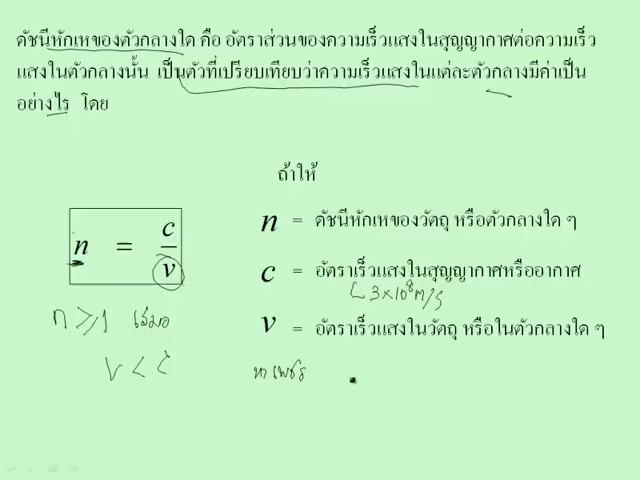 ดัชนีหักเหของตัวกลางใด คือ อัตราส่วนของความเร็วแสงในสุญญากาศต่อความเร็ว
แสงในตัวกลางนั้น เป็นตัวที่เปรียบเทียบว่าความเร็วแสงในแต่ละตัวกลางมีค่าเป็น
อย่างไร โดย
ถ้าให้
n = c/v
n = ดัชนีหักเหของวัตถุ หรือตัวกลางใด ๆ
c = อัตราเร็วแสงในสุญญากาศหรืออากาศ
3×10⁸ m/s
v = อัตราเร็วแสงในวัตถุ หรือในตัวกลางใด ๆ
n ≥ 1 เสมอ
v < c